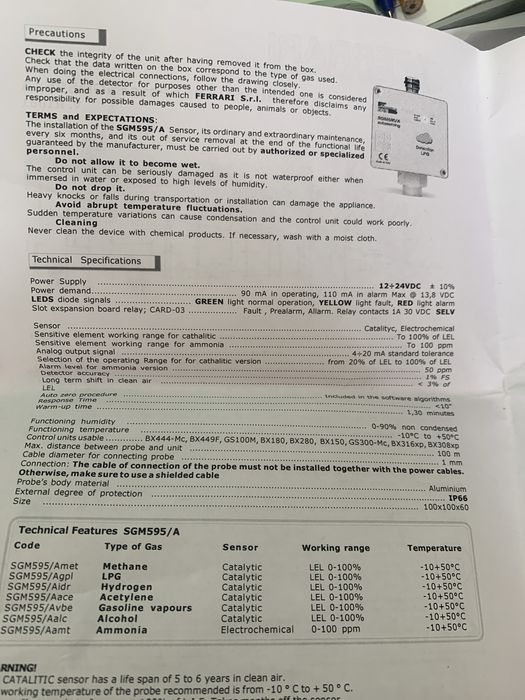 Precautions
CHECK the integrity of the unit after having removed it from the box.
Check that the data written on the box correspond to the type of gas used.
When doing the electrical connections, follow the drawing closely.
Any use of the detector for purposes other than the intended one is considered
improper, and as a result of which FERRARI S.r.l. therefore disclaims any
responsibility for possible damages caused to people, animals or objects.
TERMS and EXPECTATIONS:
The installation of the SGM595/A Sensor, its ordinary and extraordinary maintenance,
every six months, and its out of service removal at the end of the functional life
guaranteed by the manufacturer, must be carried out by authorized or specialized
personnel.
Do not allow it to become wet.
The control unit can be seriously damaged as it is not waterproof either when
immersed in water or exposed to high levels of humidity.
Do not drop it.
Heavy knocks or falls during transportation or installation can damage the appliance.
Avoid abrupt temperature fluctuations.
Sudden temperature variations can cause condensation and the control unit could work poorly.
Cleaning
Never clean the device with chemical products. If necessary, wash with a moist cloth.
CE
Technical Specifications
Power Supply ........ 12÷24VDC ± 10%
Power demand........ 90 mA in operating, 110 mA in alarm Max @ 13,8 VDC
LEDS diode signals ........ GREEN light normal operation, YELLOW light fault, RED light alarm
Slot exspansion board relay; CARD-03 ........ Fault , Prealarm, Allarm. Relay contacts 1A 30 VDC SELV
Sensor ........ Catalityc, Electrochemical
Sensitive element working range for cathalitic ........ To 100% of LEL
Sensitive element working range for ammonia ........ To 100 ppm
Analog output signal ........ 4÷20 mA standard tolerance
Selection of the operating Range for for cathalitic version ........ from 20% of LEL to 100% of LEL
Alarm level for ammonia version ........ 50 ppm
Detector accuracy ........ 1% FS
Long term shift in clean air ........ < 3% of
LEL
Auto zero procedure ........ Included in the software algorithms
Response Time ........ <10"
Warm-up time ........ 1,30 minutes
Functioning humidity ........ 0-90% non condensed
Functioning temperature ........ -10°C to +50°C
Control units usable ........ BX444-Mc, BX449F, GS100M, BX180, BX280, BX150, GS300-Mc, BX316xp, BX308xp
Max. distance between probe and unit ........ 100 m
Cable diameter for connecting probe ........ 1 mm
Connection: The cable of connection of the probe must not be installed together with the power cables.
Otherwise, make sure to use a shielded cable
Probe's body material ........ Aluminium
External degree of protection ........ IP66
Size ........ 100x100x60
Technical Features SGM595/A
Code Type of Gas Sensor Working range Temperature
SGM595/Amet Methane Catalytic LEL 0-100% -10+50°C
SGM595/Agpl LPG Catalytic LEL 0-100% -10+50°C
SGM595/Aidr Hydrogen Catalytic LEL 0-100% -10+50°C
SGM595/Aace Acetylene Catalytic LEL 0-100% -10+50°C
SGM595/Avbe Gasoline vapours Catalytic LEL 0-100% -10+50°C
SGM595/Aalc Alcohol Catalytic LEL 0-100% -10+50°C
SGM595/Aamt Ammonia Electrochemical 0-100 ppm -10+50°C
RNING!
CATALITIC sensor has a life span of 5 to 6 years in clean air.
working temperature of the probe recommended is from -10 ° C to + 50 ° C.